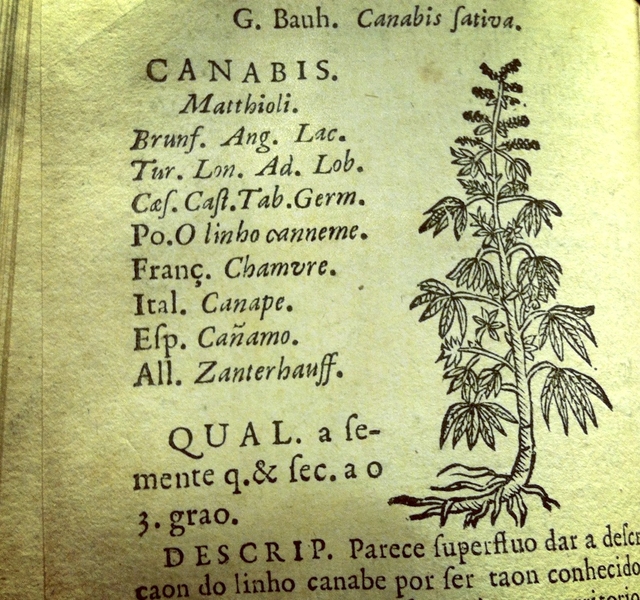 G. Bauh. Canabis ſativa.
CANABIS.
Matthioli.
Brunf. Ang. Lac.
Tur. Lon. Ad. Lob.
Cæſ. Caſt. Tab. Germ.
Po. O linho canneme.
Franç. Chamvre.
Ital. Canape.
Eſp. Cañamo.
All. Zanterhauff.
QUAL. a ſe-
mente q. & ſec. a o
3. grao.
DESCRIP. Parece ſuperfluo dar a deſcr
caon do linho canabe por ſer taon conhecido